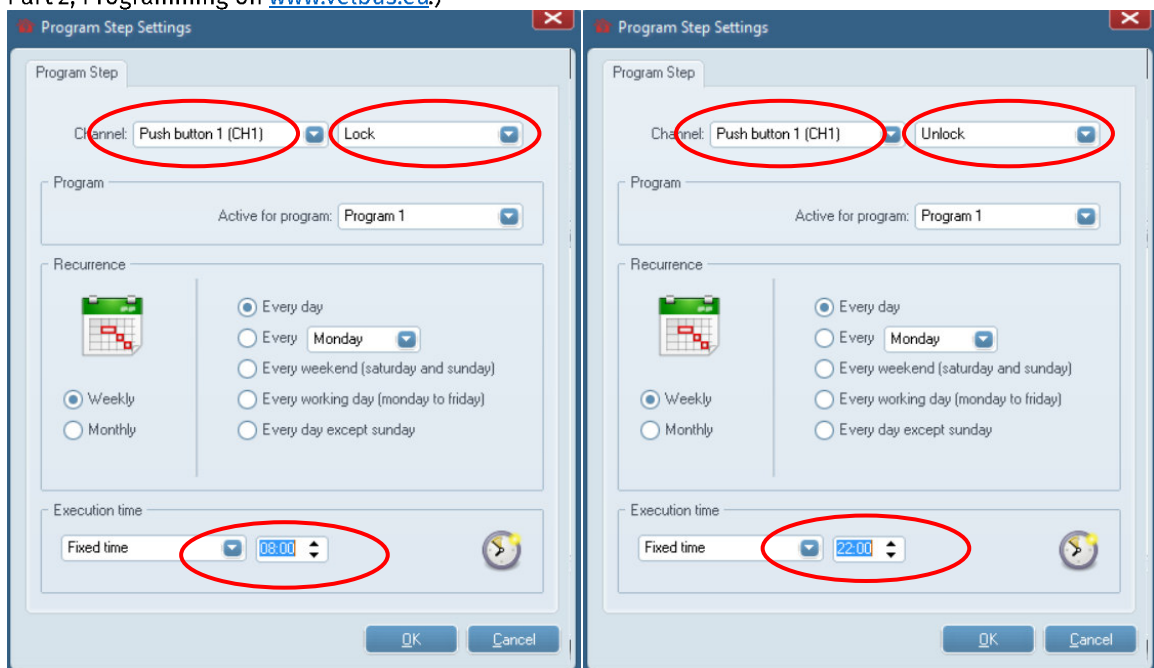 Part 2, Programming on www.velbus.eu.)
Program Step Settings
Program Step
Channel: Push button 1 (CH1) Lock
Program
Active for program: Program 1
Recurrence
Every day
Every Monday
Every weekend (saturday and sunday)
Weekly Every working day (monday to friday)
Monthly Every day except sunday
Execution time
Fixed time 08:00
OK Cancel
Program Step Settings
Program Step
Channel: Push button 1 (CH1) Unlock
Program
Active for program: Program 1
Recurrence
Every day
Every Monday
Every weekend (saturday and sunday)
Weekly Every working day (monday to friday)
Monthly Every day except sunday
Execution time
Fixed time 22:00
OK Cancel